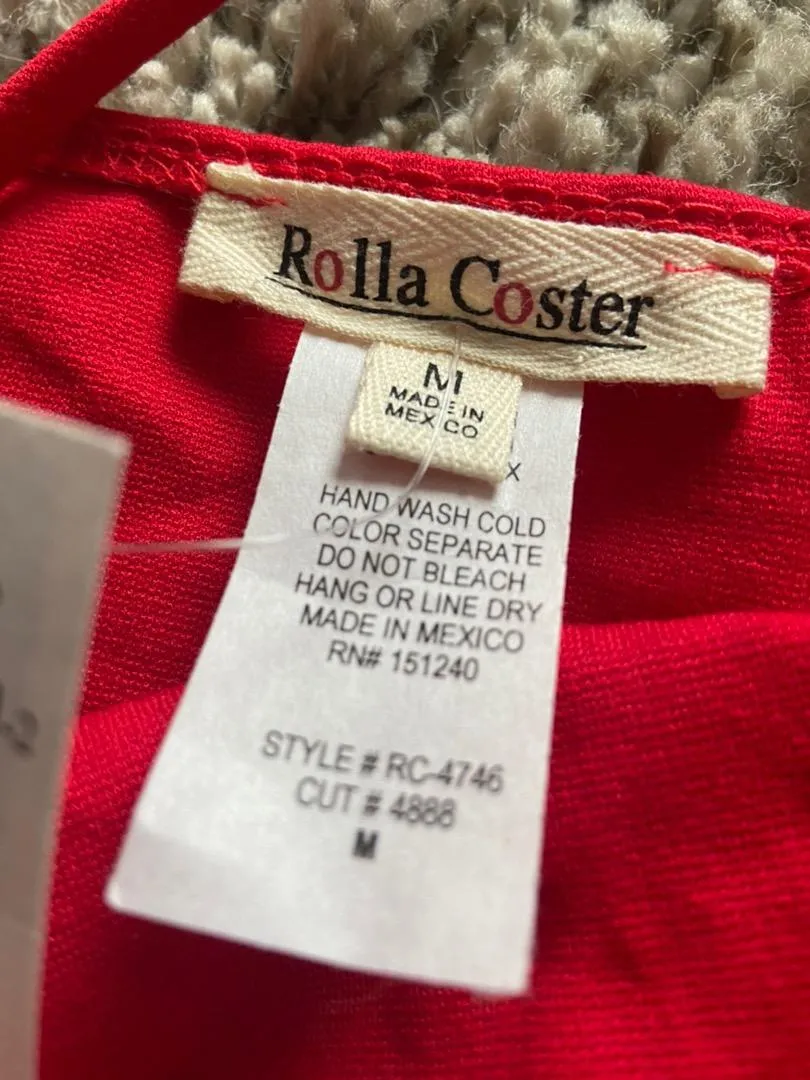 Rolla Coster
M
MADE IN
MEXICO
X
HAND WASH COLD
COLOR SEPARATE
DO NOT BLEACH
HANG OR LINE DRY
MADE IN MEXICO
RN# 151240
STYLE # RC-4746
CUT # 4888
M